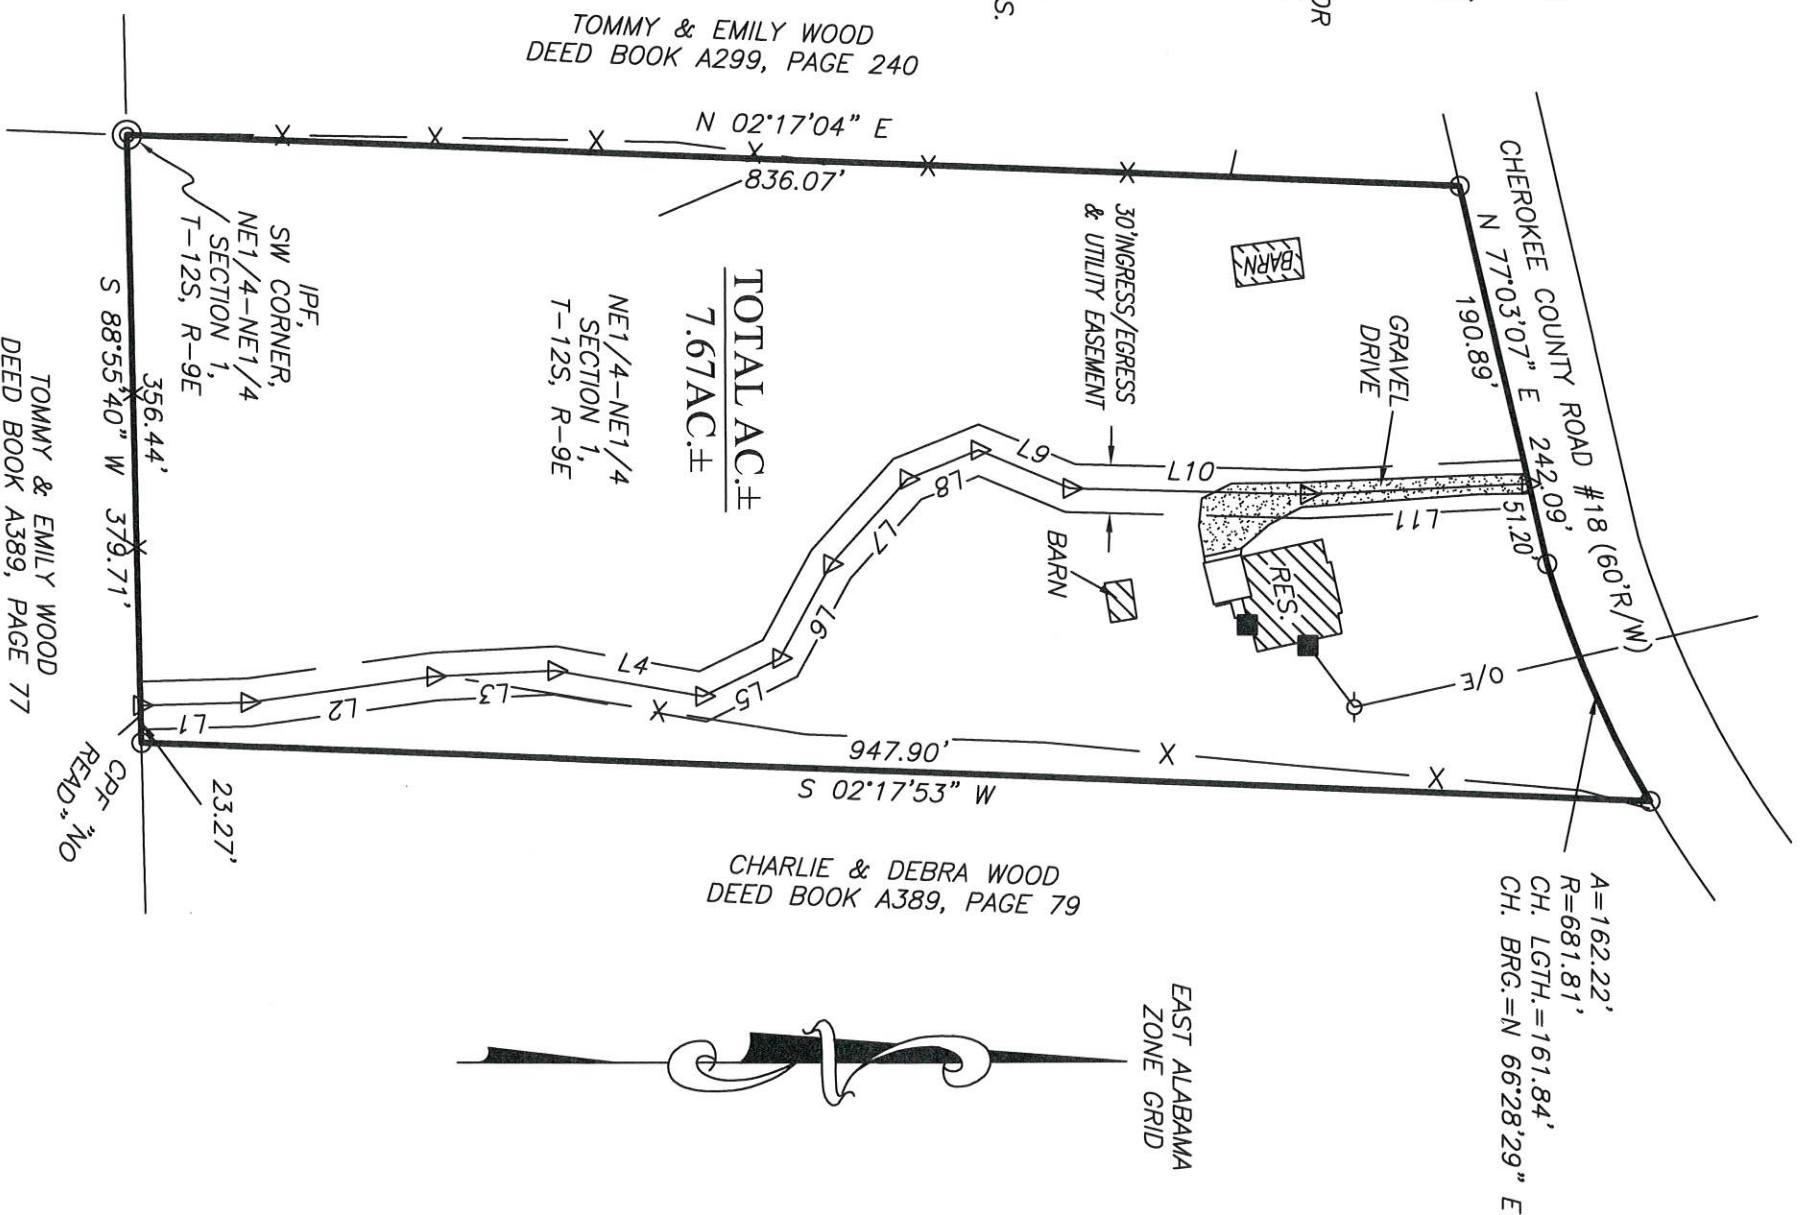 OR
S.
TOMMY & EMILY WOOD
DEED BOOK A299, PAGE 240
N 02°17'04" E
836.07'
CHEROKEE COUNTY ROAD #18 (60'R/W)
N 77°03'07" E 242.09'
190.89'
51.20'
BARN
30'INGRESS/EGRESS
& UTILITY EASEMENT
GRAVEL
DRIVE
IPF,
SW CORNER,
NE1/4-NE1/4
SECTION 1,
T-12S, R-9E
TOTAL AC.±
7.67AC.±
NE1/4-NE1/4
SECTION 1,
T-12S, R-9E
S 88°55'40" W 379.71'
356.44'
TOMMY & EMILY WOOD
DEED BOOK A389, PAGE 77
L1
L2
L3
L4
L5
L6
L7
L8
L9
L10
L11
BARN
RES.
O/E
947.90'
S 02°17'53" W
23.27'
CPF "NO
READ"
CHARLIE & DEBRA WOOD
DEED BOOK A389, PAGE 79
A=162.22'
R=681.81'
CH. LGTH.=161.84'
CH. BRG.=N 66°28'29" E
EAST ALABAMA
ZONE GRID